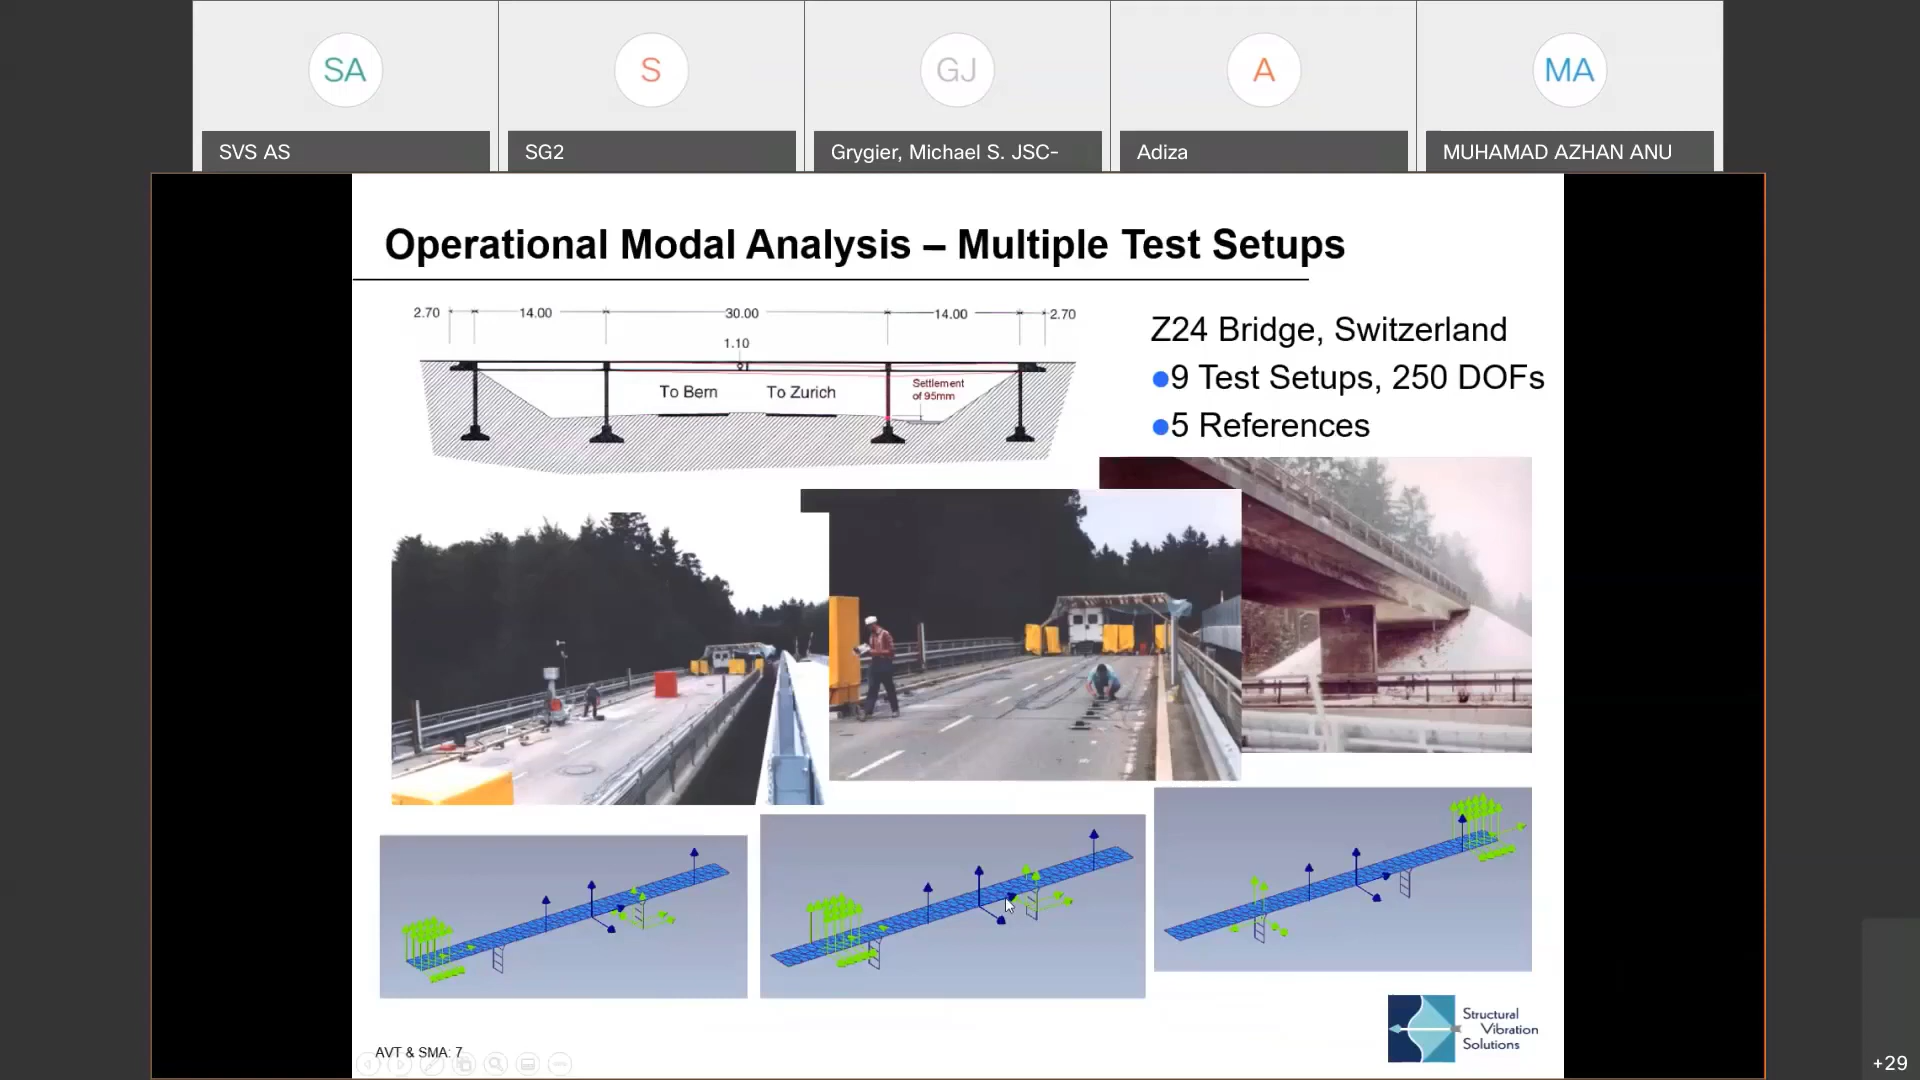 SA
S
GJ
A
MA
SVS AS
SG2
Grygier, Michael S. JSC-
Adiza
MUHAMAD AZHAN ANU
Operational Modal Analysis – Multiple Test Setups
2.70
14.00
30.00
14.00
2.70
1.10
To Bern
To Zurich
Settlement
of 95mm
Z24 Bridge, Switzerland
●9 Test Setups, 250 DOFs
●5 References
Structural
Vibration
Solutions
AVT & SMA: 7
+29